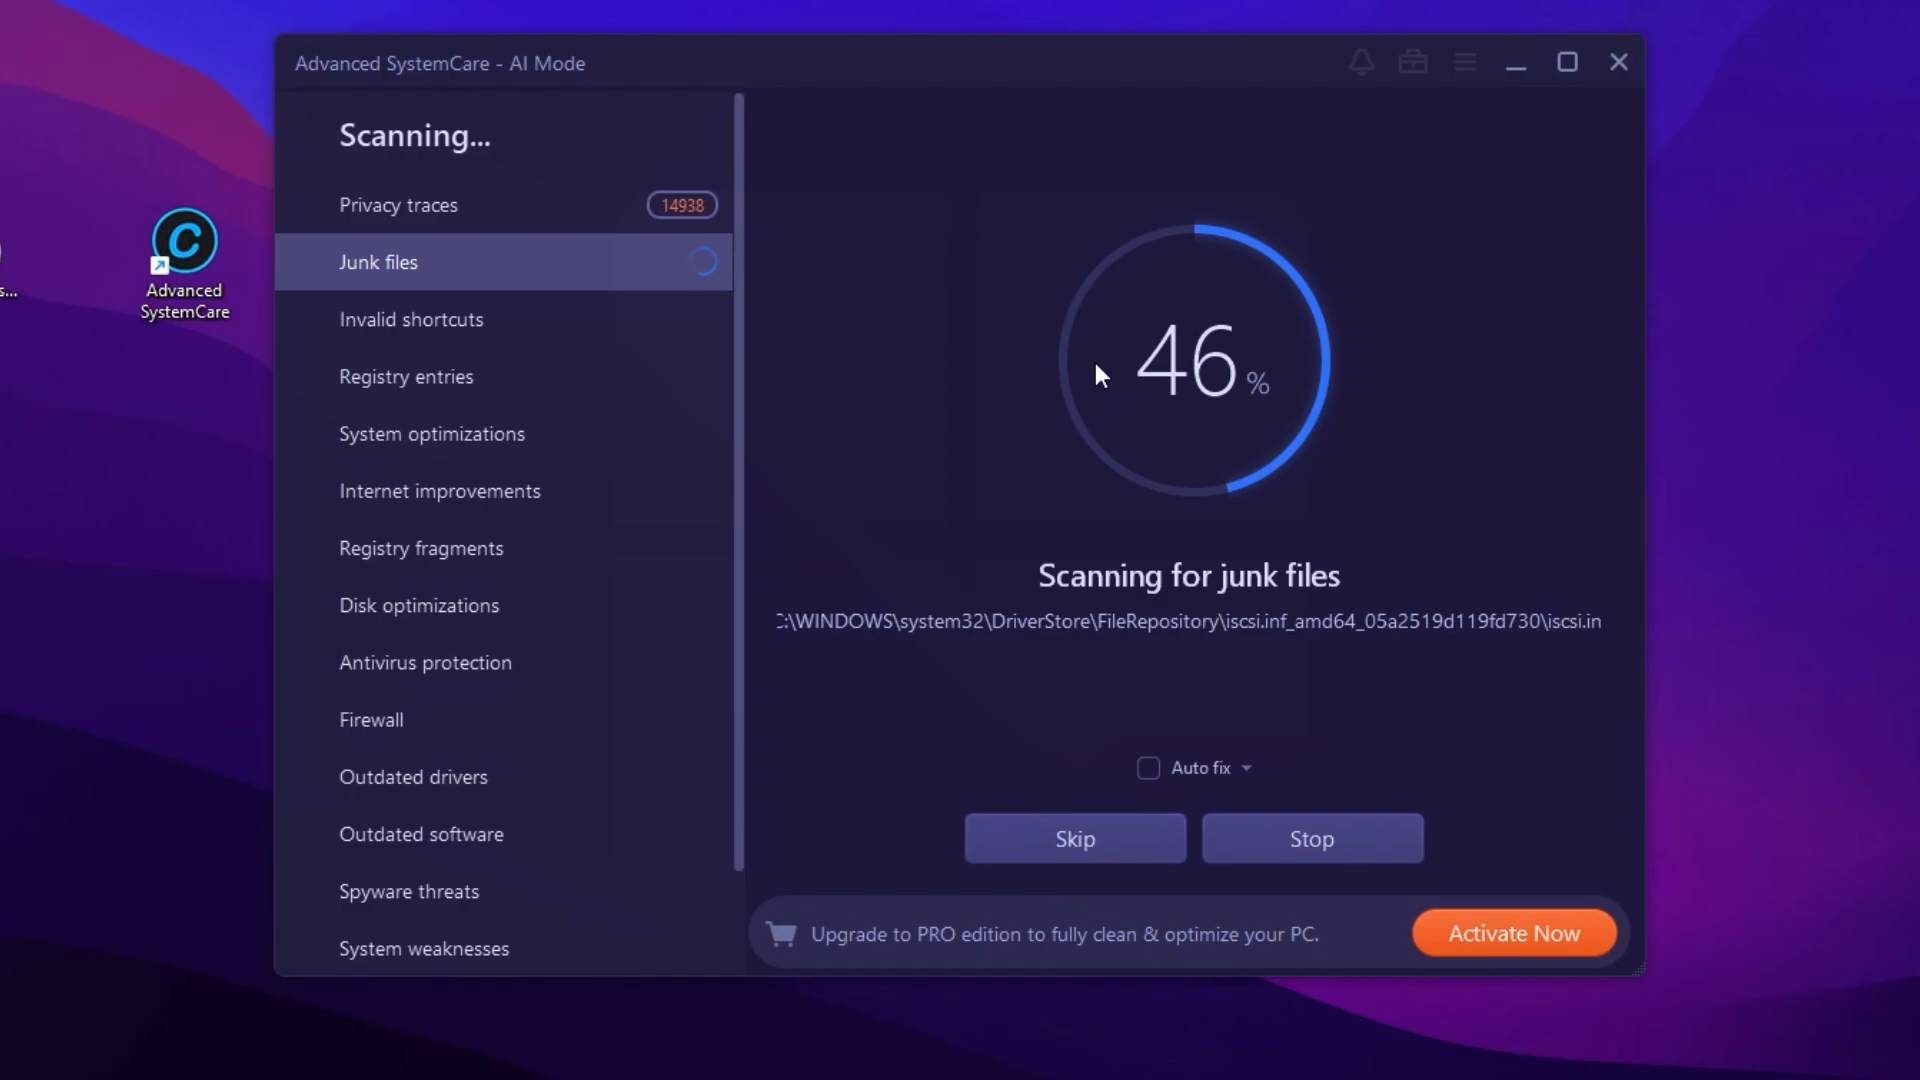 Advanced SystemCare - AI Mode
Scanning...
Privacy traces 14938
Junk files
Invalid shortcuts
Registry entries
System optimizations
Internet improvements
Registry fragments
Disk optimizations
Antivirus protection
Firewall
Outdated drivers
Outdated software
Spyware threats
System weaknesses
46 %
Scanning for junk files
:\WINDOWS\system32\DriverStore\FileRepository\iscsi.inf_amd64_05a2519d119fd730\iscsi.in
Auto fix
Skip Stop
Upgrade to PRO edition to fully clean & optimize your PC. Activate Now
s...
C
Advanced
SystemCare